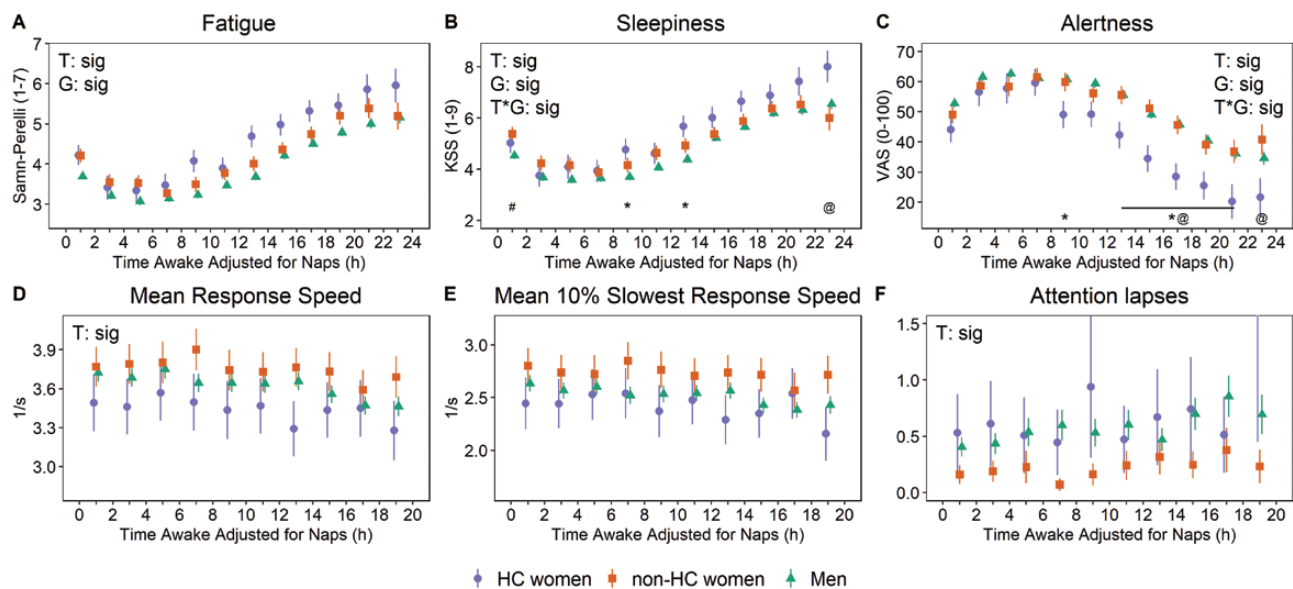 A Fatigue
T: sig
G: sig
Samn-Perelli (1-7)
7
6
5
4
3
0 2 4 6 8 10 12 14 16 18 20 22 24
Time Awake Adjusted for Naps (h)
B Sleepiness
T: sig
G: sig
T*G: sig
KSS (1-9)
8
6
4
2
# * * @
0 2 4 6 8 10 12 14 16 18 20 22 24
Time Awake Adjusted for Naps (h)
C Alertness
T: sig
G: sig
T*G: sig
VAS (0-100)
70
60
50
40
30
20
* *@ @
0 2 4 6 8 10 12 14 16 18 20 22 24
Time Awake Adjusted for Naps (h)
D Mean Response Speed
T: sig
1/s
3.9
3.6
3.3
3.0
0 2 4 6 8 10 12 14 16 18 20
Time Awake Adjusted for Naps (h)
E Mean 10% Slowest Response Speed
1/s
3.0
2.5
2.0
0 2 4 6 8 10 12 14 16 18 20
Time Awake Adjusted for Naps (h)
F Attention lapses
T: sig
1.5
1.0
0.5
0.0
0 2 4 6 8 10 12 14 16 18 20
Time Awake Adjusted for Naps (h)
HC women non-HC women Men